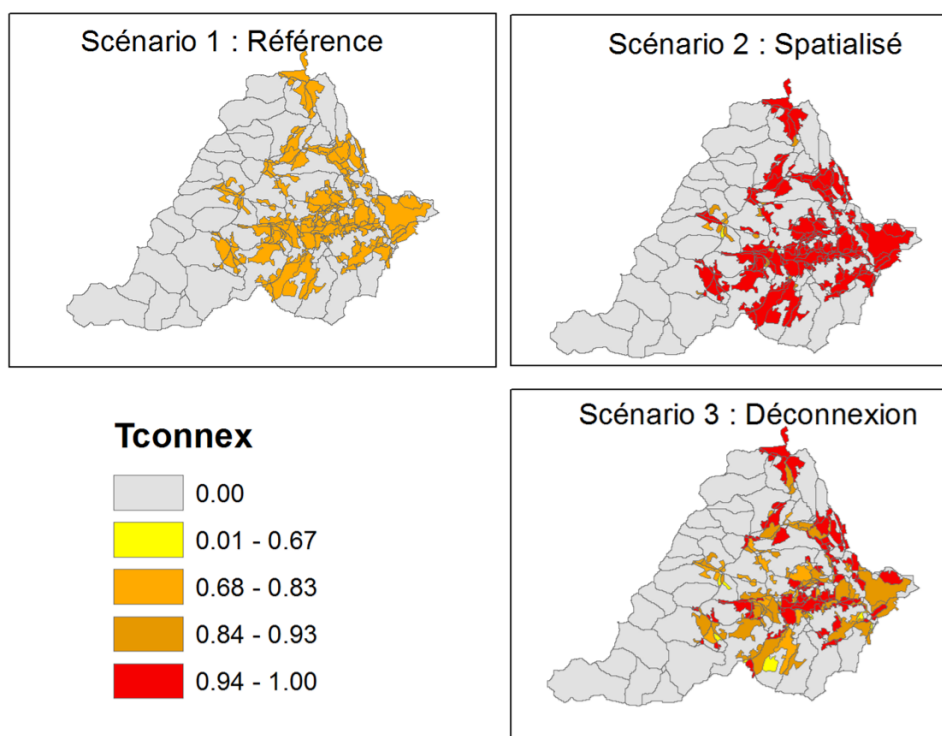 Scénario 1 : Référence
Scénario 2 : Spatialisé
Tconnex
0.00
0.01 - 0.67
0.68 - 0.83
0.84 - 0.93
0.94 - 1.00
Scénario 3 : Déconnexion